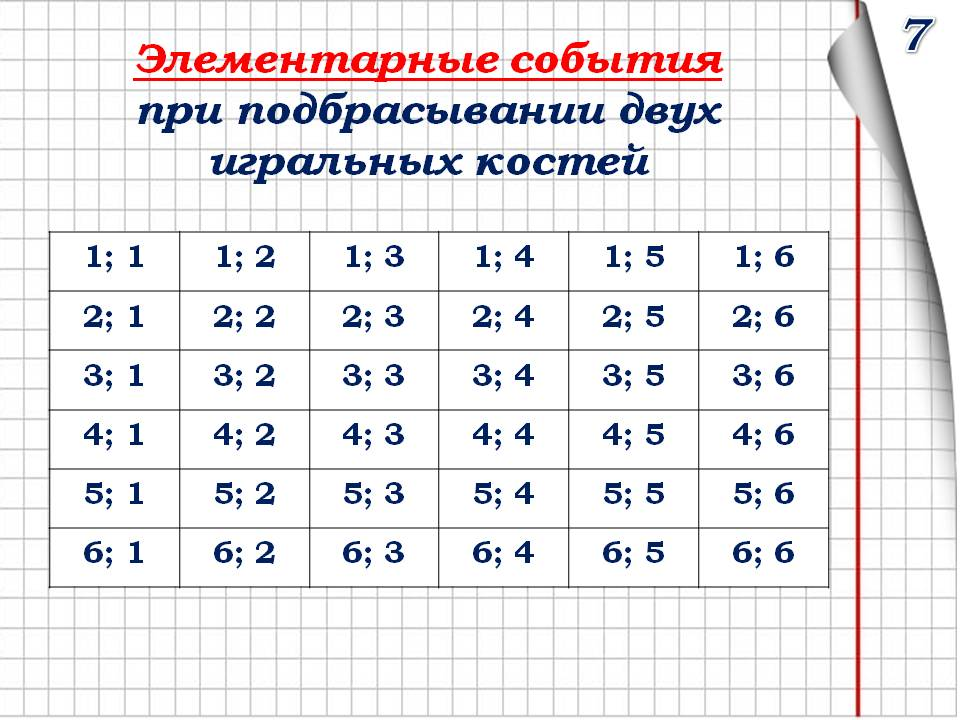 7
Элементарные события
при подбрасывании двух
игральных костей
1; 1 1; 2 1; 3 1; 4 1; 5 1; 6
2; 1 2; 2 2; 3 2; 4 2; 5 2; 6
3; 1 3; 2 3; 3 3; 4 3; 5 3; 6
4; 1 4; 2 4; 3 4; 4 4; 5 4; 6
5; 1 5; 2 5; 3 5; 4 5; 5 5; 6
6; 1 6; 2 6; 3 6; 4 6; 5 6; 6